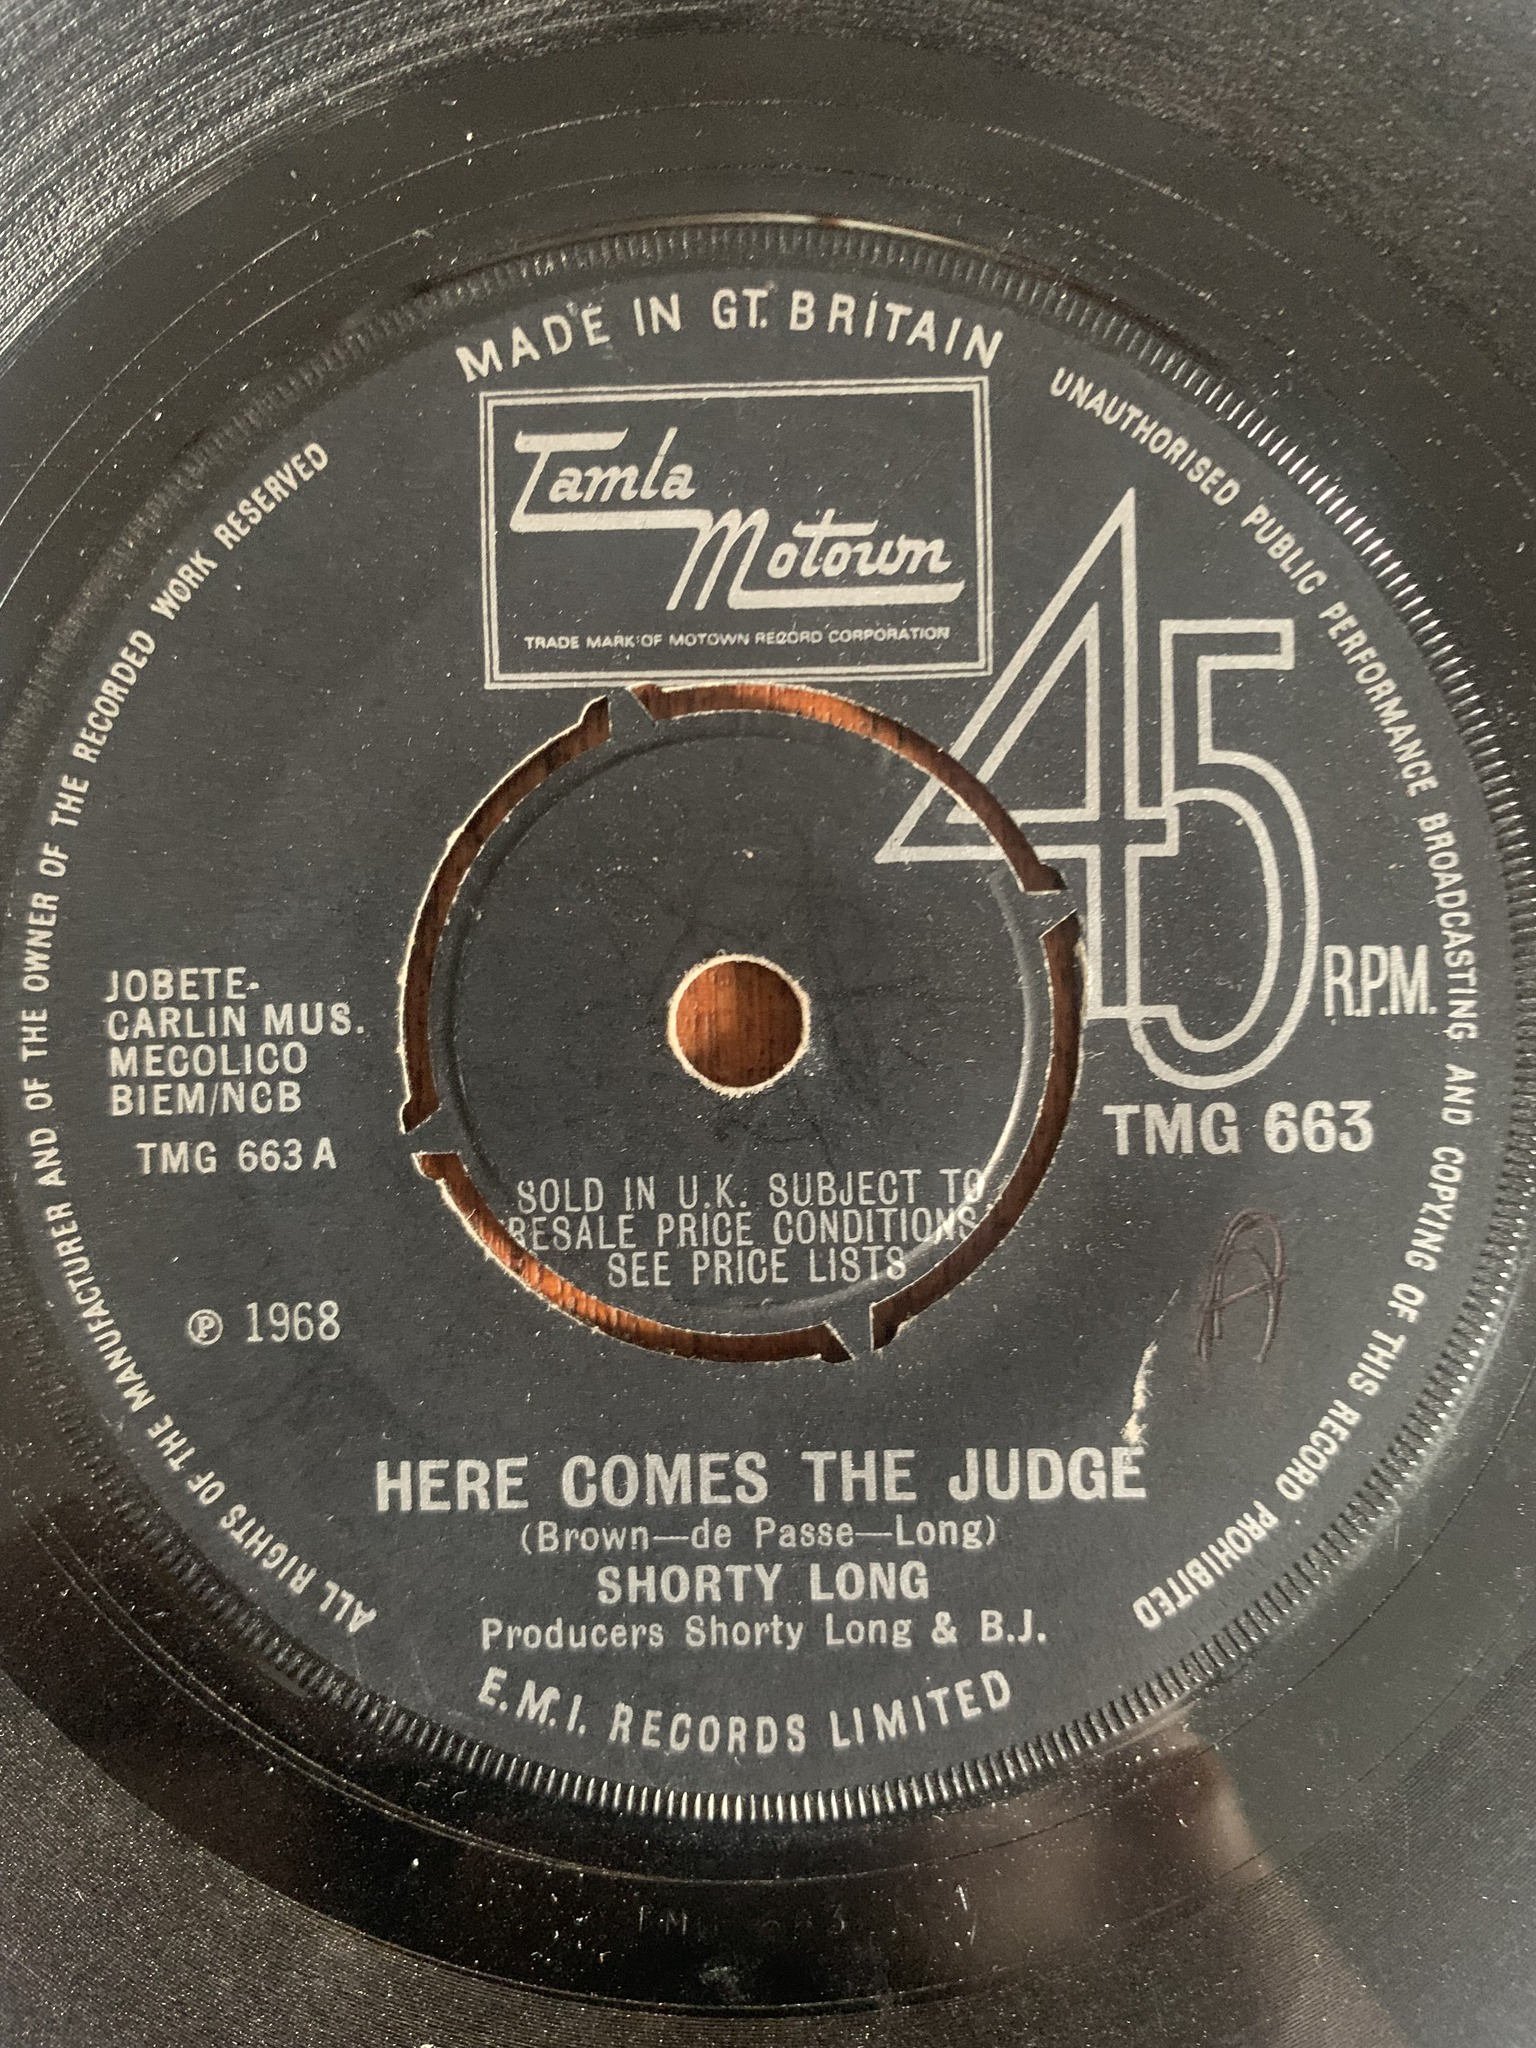 MADE IN GT. BRITAIN
Tamla
Motown
TRADE MARK OF MOTOWN RECORD CORPORATION
45
R.P.M.
TMG 663
JOBETE-
CARLIN MUS.
MECOLICO
BIEM/NCB
TMG 663 A
℗ 1968
SOLD IN U.K. SUBJECT TO
RESALE PRICE CONDITIONS
SEE PRICE LISTS
A
HERE COMES THE JUDGE
(Brown—de Passe—Long)
SHORTY LONG
Producers Shorty Long & B.J.
E.M.I. RECORDS LIMITED
ALL RIGHTS OF THE MANUFACTURER AND OF THE OWNER OF THE RECORDED WORK RESERVED
UNAUTHORISED PUBLIC PERFORMANCE BROADCASTING AND COPYING OF THIS RECORD PROHIBITED